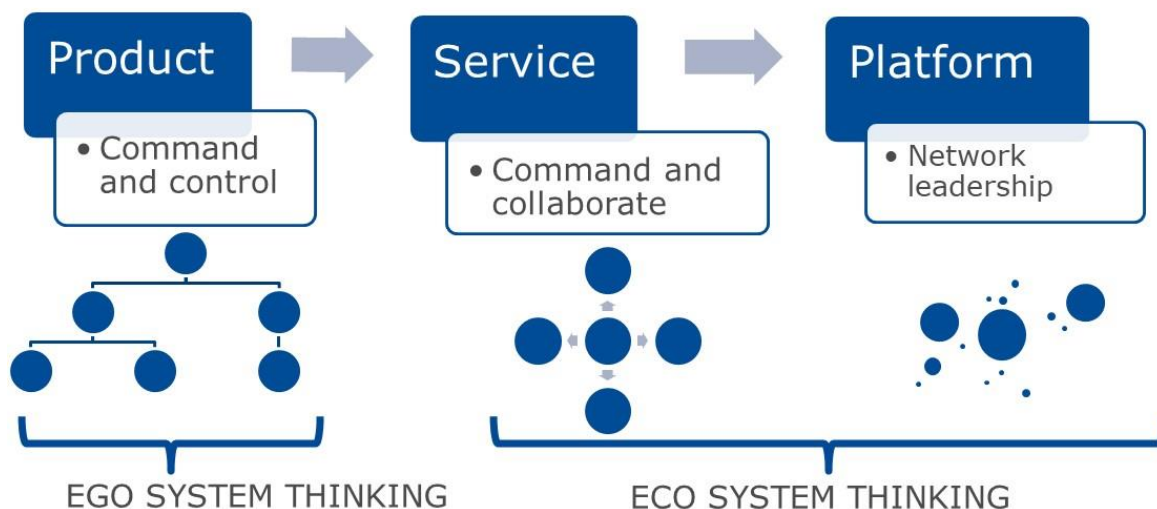 Product
• Command
and control
Service
• Command and
collaborate
Platform
• Network
leadership
EGO SYSTEM THINKING
ECO SYSTEM THINKING